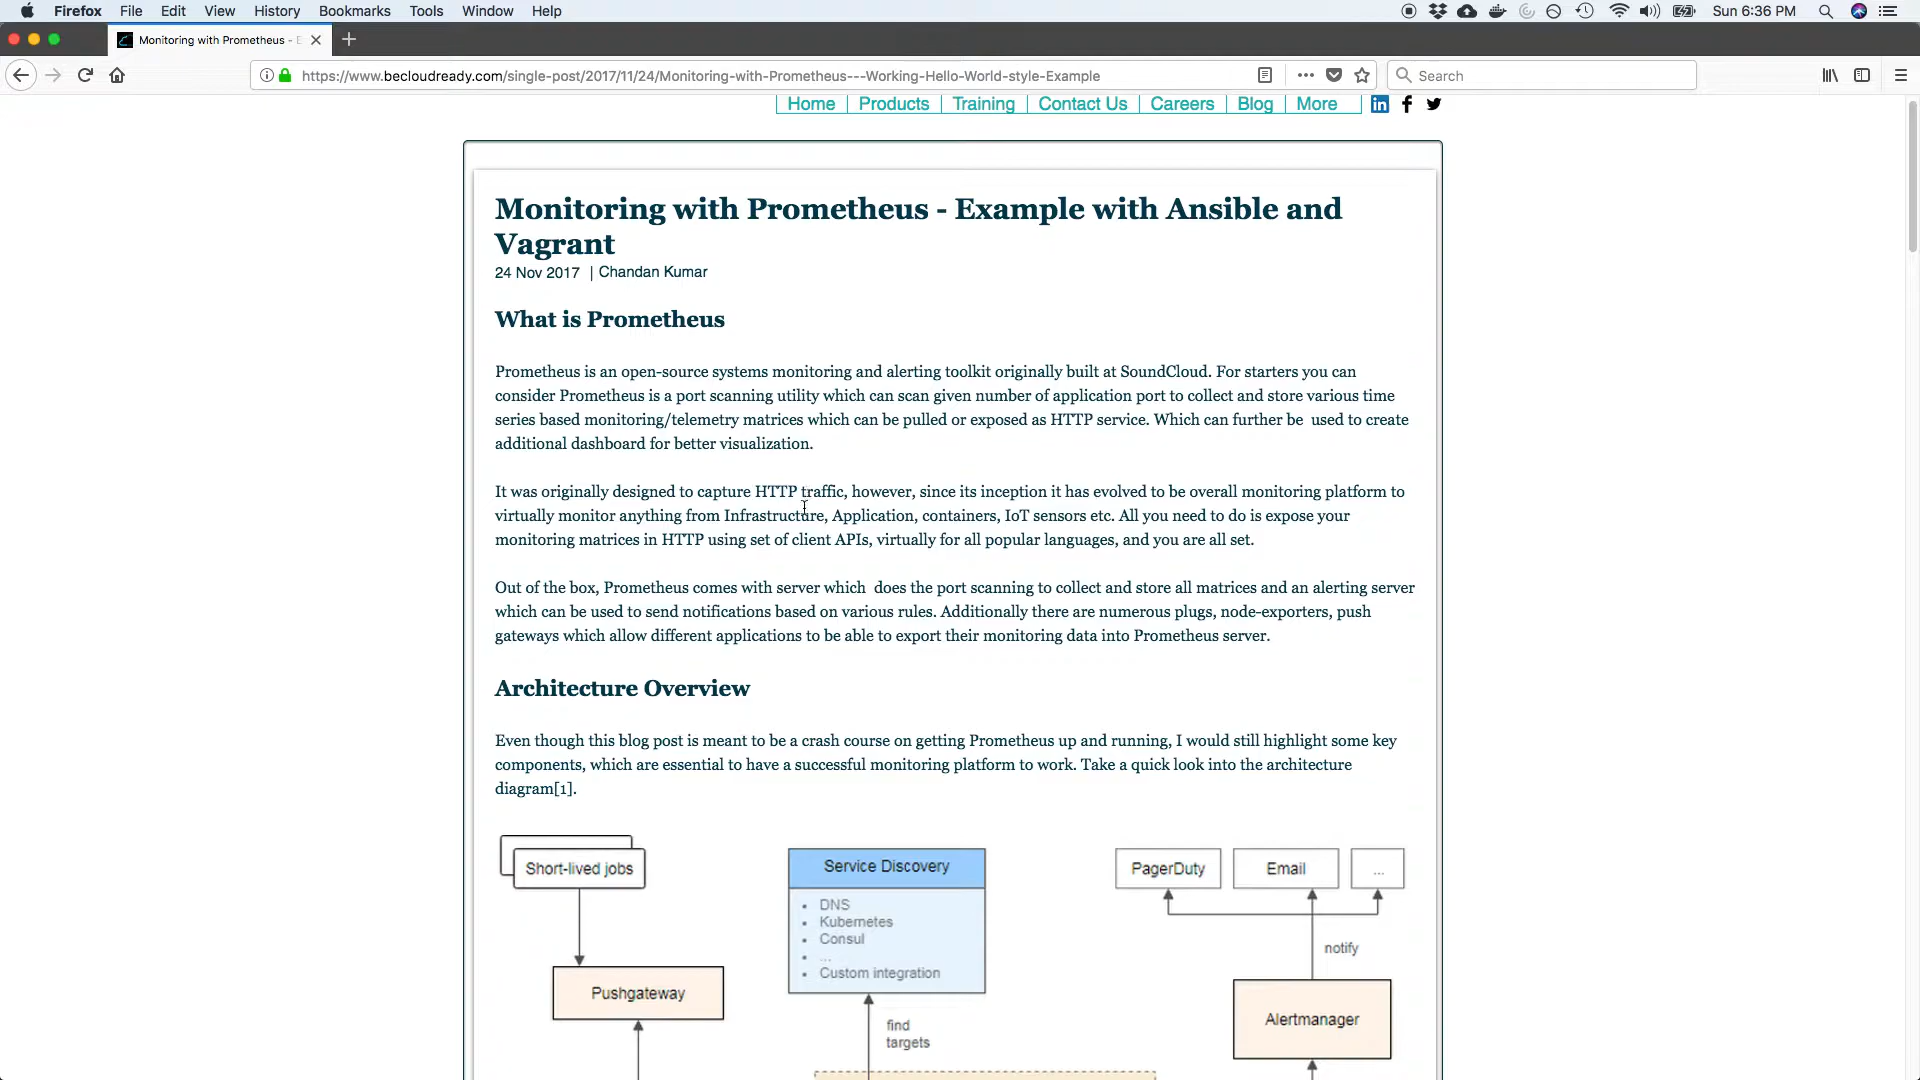 Firefox File Edit View History Bookmarks Tools Window Help Sun 6:36 PM
Monitoring with Prometheus - E
https://www.becloudready.com/single-post/2017/11/24/Monitoring-with-Prometheus---Working-Hello-World-style-Example Search
Home Products Training Contact Us Careers Blog More in
Monitoring with Prometheus - Example with Ansible and
Vagrant
24 Nov 2017 | Chandan Kumar
What is Prometheus
Prometheus is an open-source systems monitoring and alerting toolkit originally built at SoundCloud. For starters you can
consider Prometheus is a port scanning utility which can scan given number of application port to collect and store various time
series based monitoring/telemetry matrices which can be pulled or exposed as HTTP service. Which can further be used to create
additional dashboard for better visualization.
It was originally designed to capture HTTP traffic, however, since its inception it has evolved to be overall monitoring platform to
virtually monitor anything from Infrastructure, Application, containers, IoT sensors etc. All you need to do is expose your
monitoring matrices in HTTP using set of client APIs, virtually for all popular languages, and you are all set.
Out of the box, Prometheus comes with server which does the port scanning to collect and store all matrices and an alerting server
which can be used to send notifications based on various rules. Additionally there are numerous plugs, node-exporters, push
gateways which allow different applications to be able to export their monitoring data into Prometheus server.
Architecture Overview
Even though this blog post is meant to be a crash course on getting Prometheus up and running, I would still highlight some key
components, which are essential to have a successful monitoring platform to work. Take a quick look into the architecture
diagram[1].
Short-lived jobs
Service Discovery
PagerDuty Email ...
DNS
Kubernetes
Consul
...
Custom integration
notify
Pushgateway
Alertmanager
find
targets